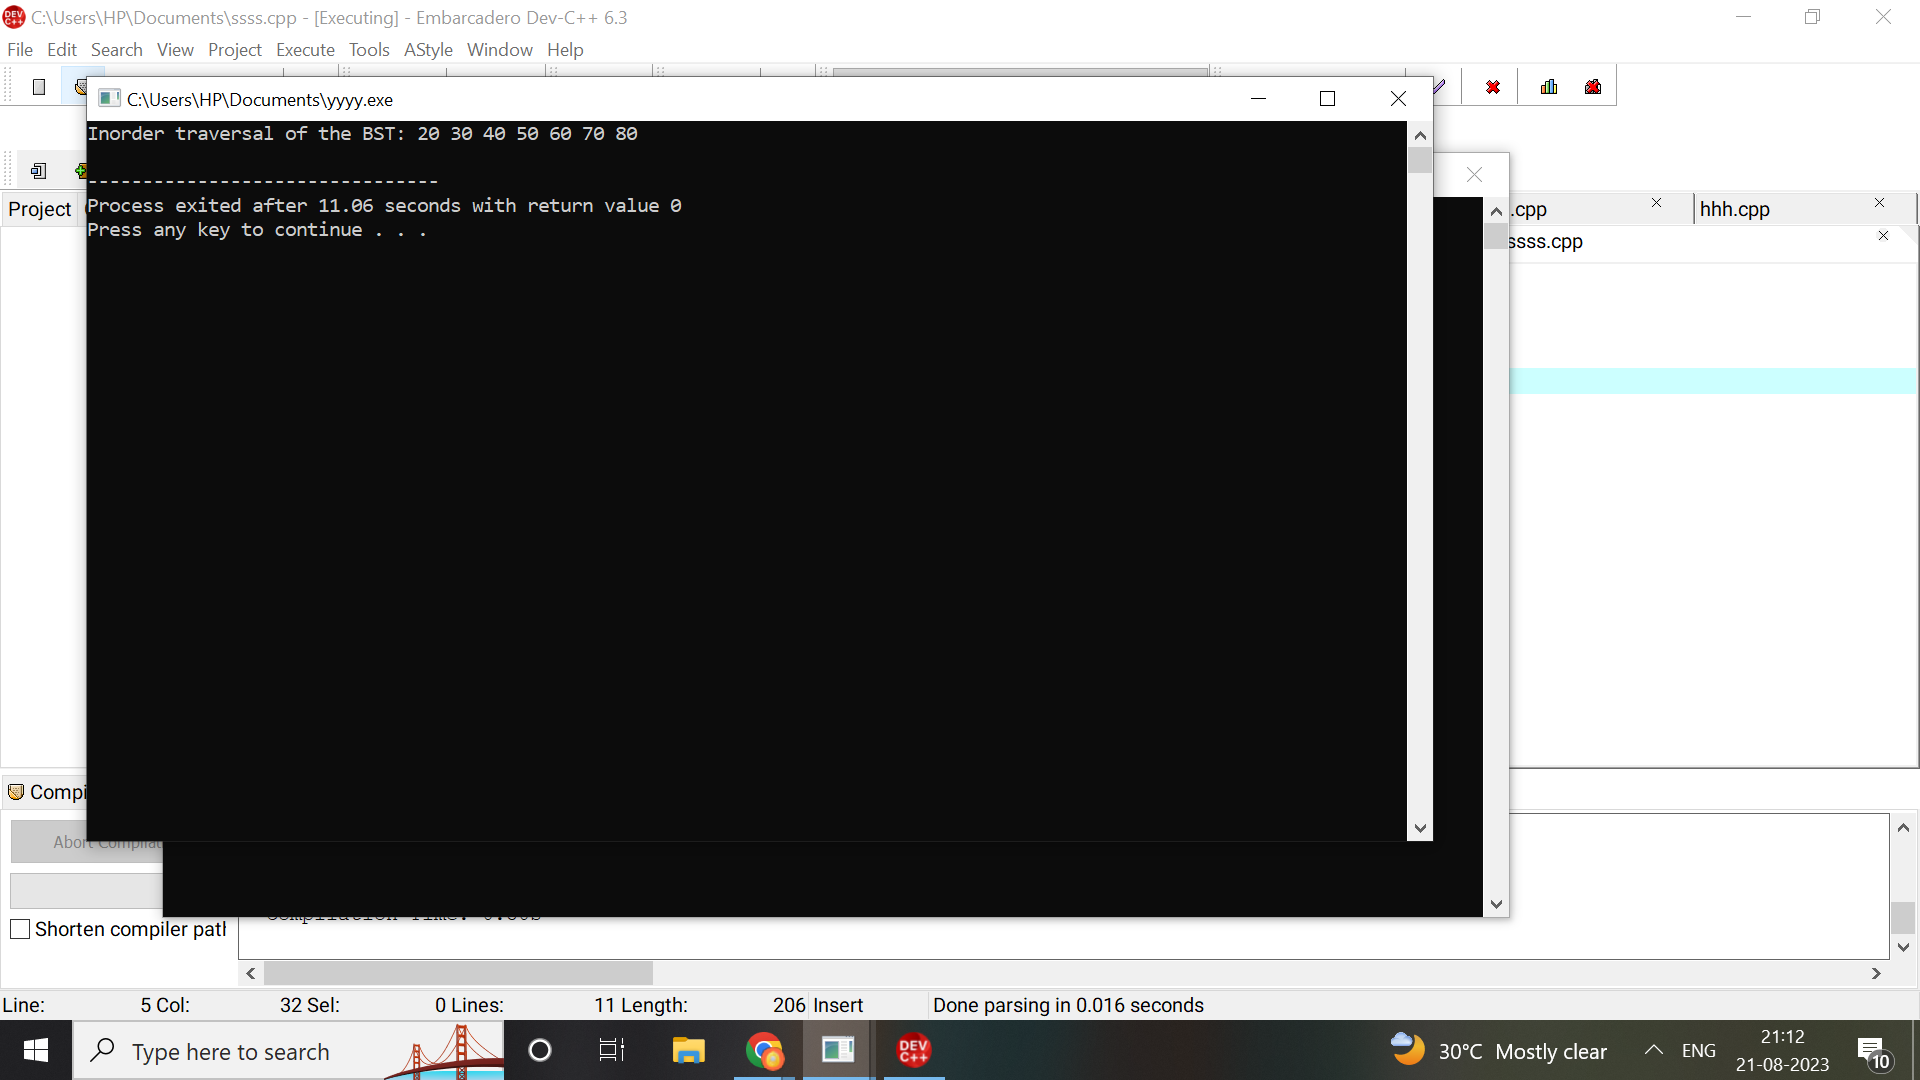 C:\Users\HP\Documents\ssss.cpp - [Executing] - Embarcadero Dev-C++ 6.3
File Edit Search View Project Execute Tools AStyle Window Help
C:\Users\HP\Documents\yyyy.exe
Inorder traversal of the BST: 20 30 40 50 60 70 80
--------------------------------
Process exited after 11.06 seconds with return value 0
Press any key to continue . . .
Project
.cpp
hhh.cpp
ssss.cpp
Compi
Abort Compilat
Shorten compiler patl
Line: 5 Col: 32 Sel: 0 Lines: 11 Length: 206 Insert Done parsing in 0.016 seconds
Type here to search
DEV C++
30°C Mostly clear
ENG
21:12
21-08-2023
10